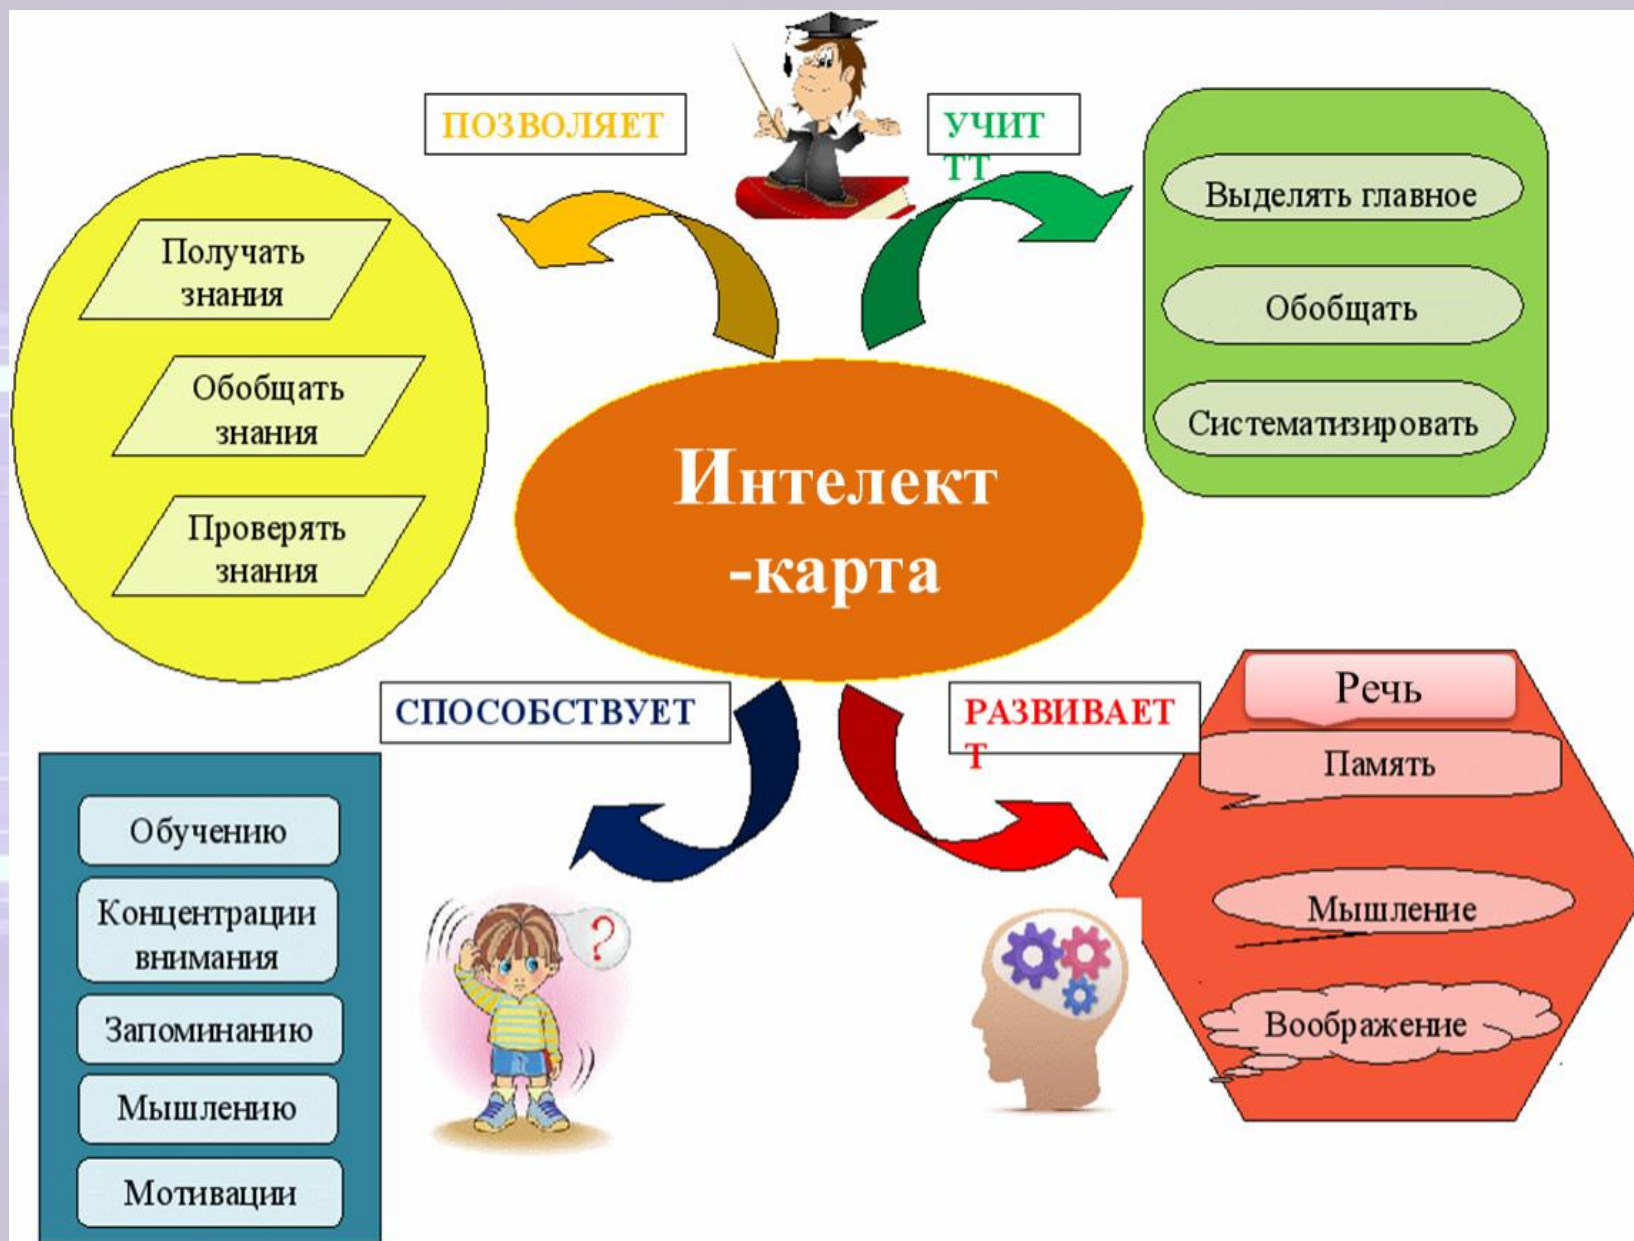 ПОЗВОЛЯЕТ
Получать
знания
Обобщать
знания
Проверять
знания
УЧИТ
ТТ
Выделять главное
Обобщать
Систематизировать
Интелект
-карта
СПОСОБСТВУЕТ
Обучению
Концентрации
внимания
Запоминанию
Мышлению
Мотивации
РАЗВИВАЕТ
Т
Речь
Память
Мышление
Воображение
?